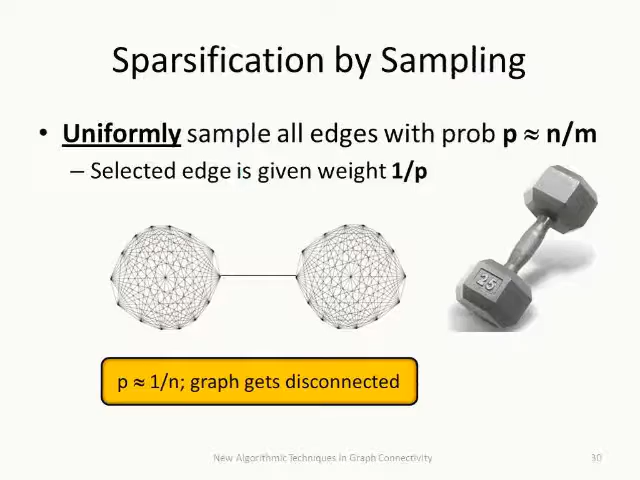 Sparsification by Sampling
• Uniformly sample all edges with prob p ≈ n/m
– Selected edge is given weight 1/p
25
p ≈ 1/n; graph gets disconnected
New Algorithmic Techniques in Graph Connectivity
30